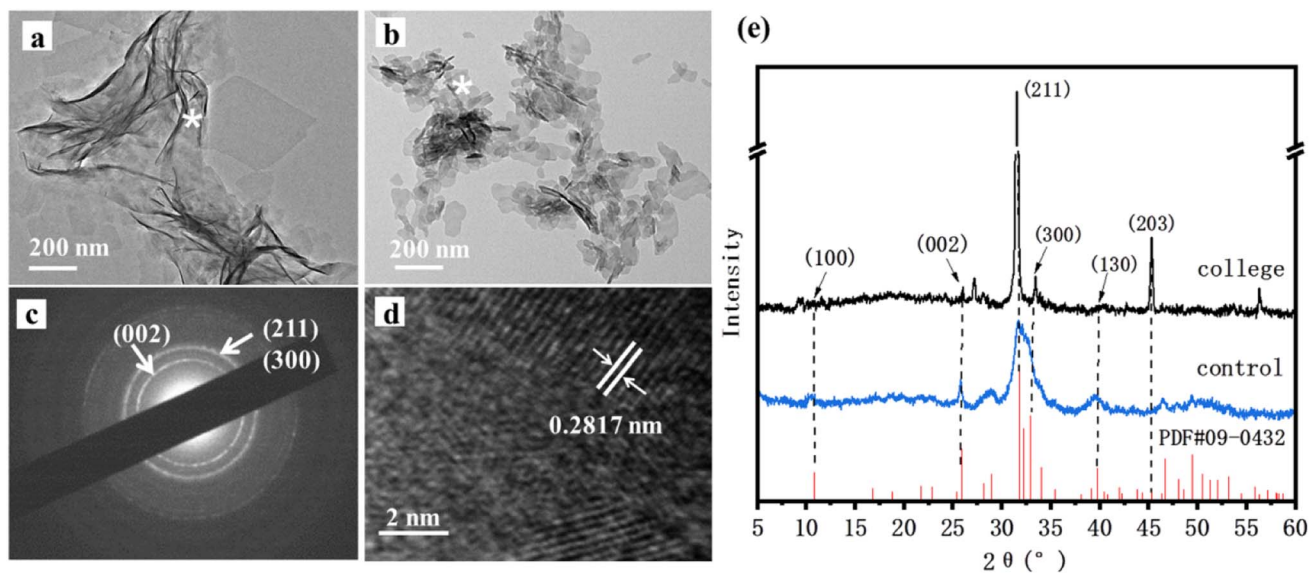 a
*
200 nm
b
*
200 nm
c
(002)
(211)
(300)
d
0.2817 nm
2 nm
(e)
(211)
(203)
(300)
(002)
(100)
(130)
college
control
PDF#09-0432
Intensity
5 10 15 20 25 30 35 40 45 50 55 60
2θ(°)